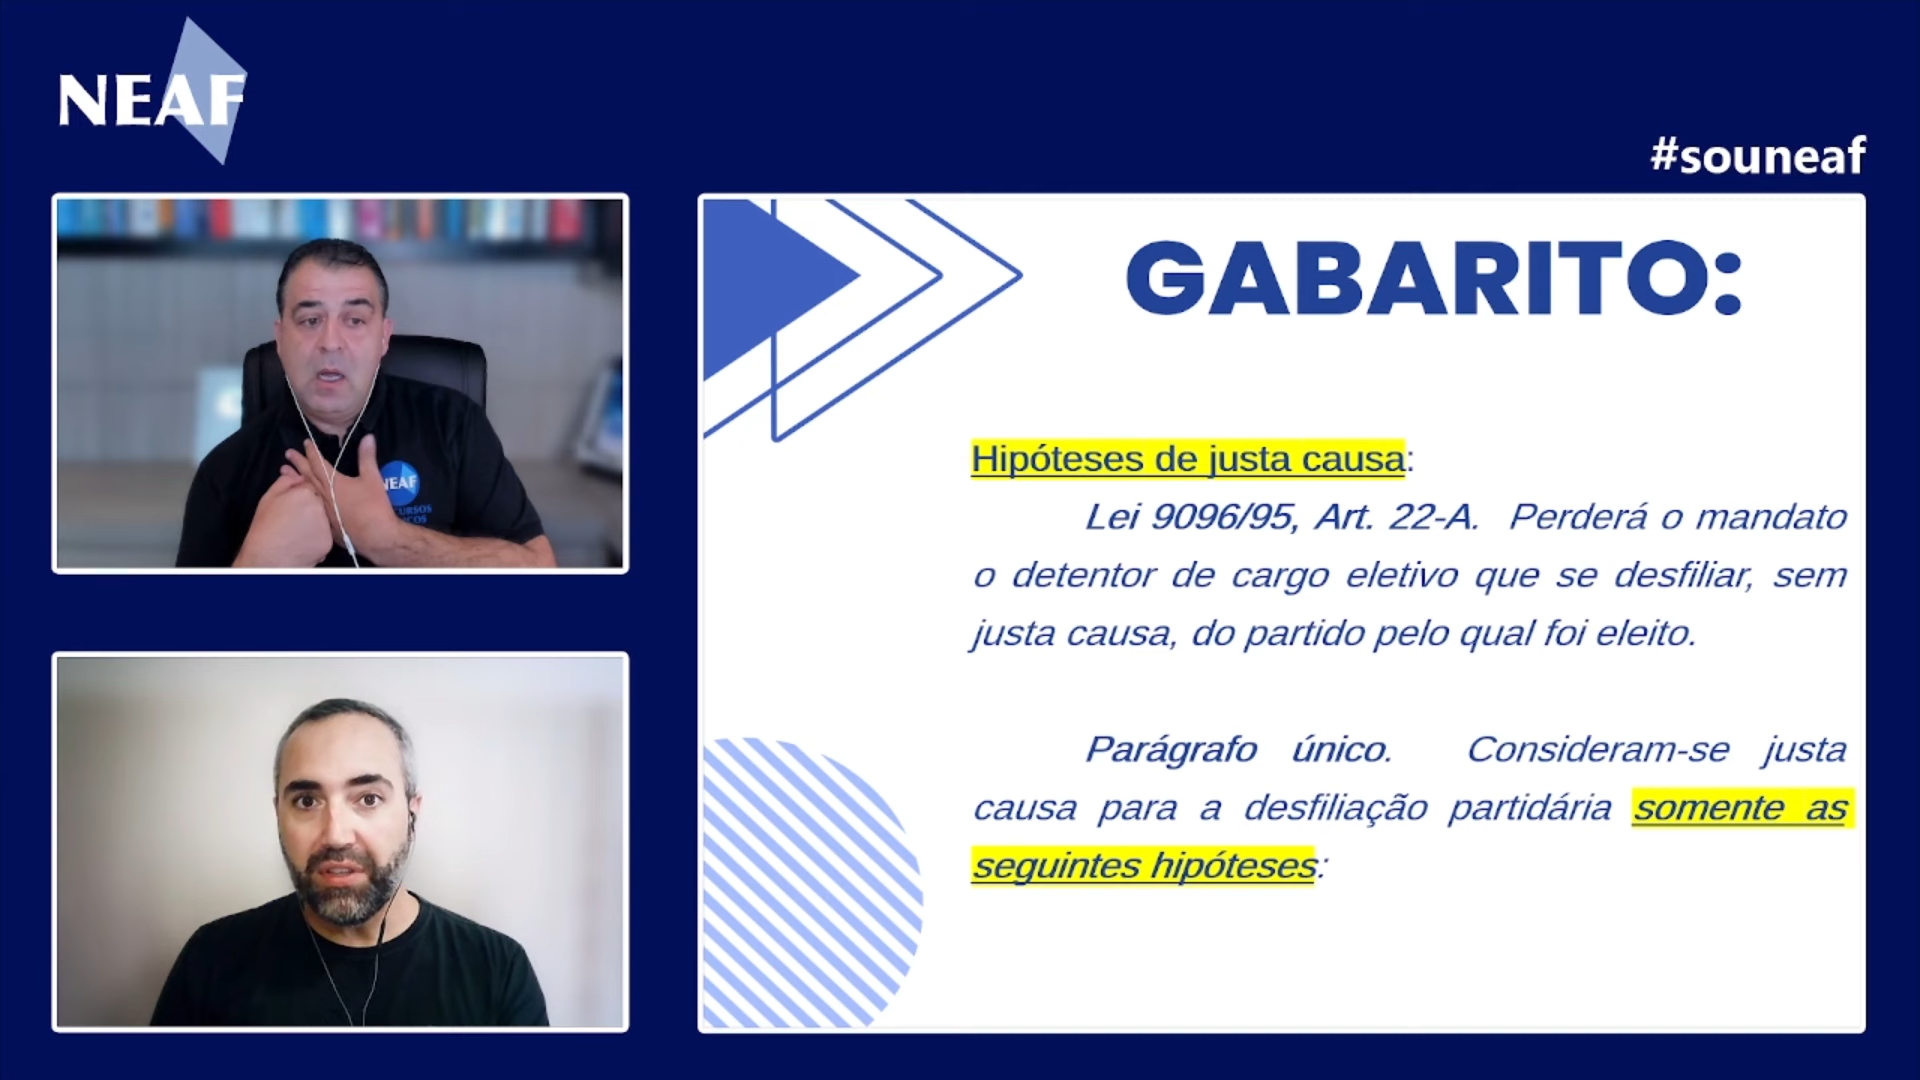 NEAF
#souneaf
GABARITO:
NEAF
CURSOS
Hipóteses de justa causa:
Lei 9096/95, Art. 22-A. Perderá o mandato
o detentor de cargo eletivo que se desfiliar, sem
justa causa, do partido pelo qual foi eleito.
Parágrafo único. Consideram-se justa
causa para a desfiliação partidária somente as
seguintes hipóteses: